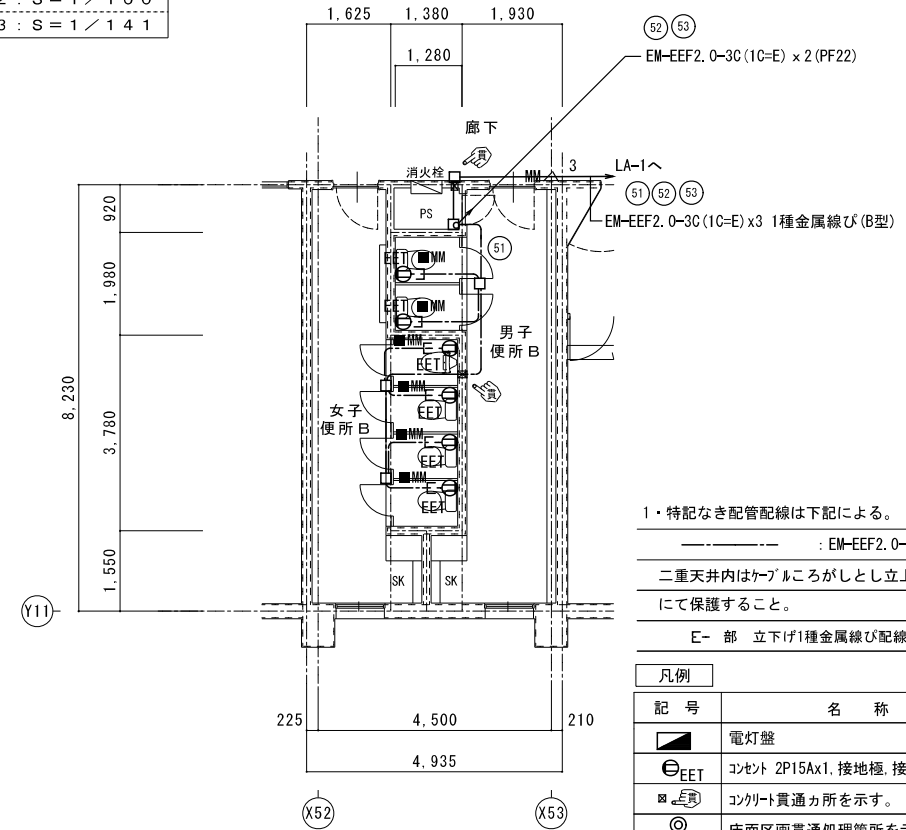 2：S＝1／100
3：S＝1／141
1,625
1,380
1,930
1,280
52 53
EM-EEF2.0-3C(1C=E) x2(PF22)
廊下
貫
消火栓
MM
3
LA-1へ
51 52 53
EM-EEF2.0-3C(1C=E)x3 1種金属線ぴ(B型)
PS
51
920
1,980
8,230
3,780
1,550
EET
MM
EET
MM
男子
便所B
MM
E
EET
MM
E
貫
女子
便所B
EET
MM
E
EET
MM
E
EET
SK
SK
Y11
1・特記なき配管配線は下記による。
：EM-EEF2.0-
二重天井内はケーブルころがしとし立上
にて保護すること。
E- 部 立下げ1種金属線ぴ配線
凡例
記 号
名 称
電灯盤
EET
コンセント 2P15Ax1,接地極,接
貫
コンクリート貫通ヵ所を示す。
225
4,500
210
4,935
X52
X53